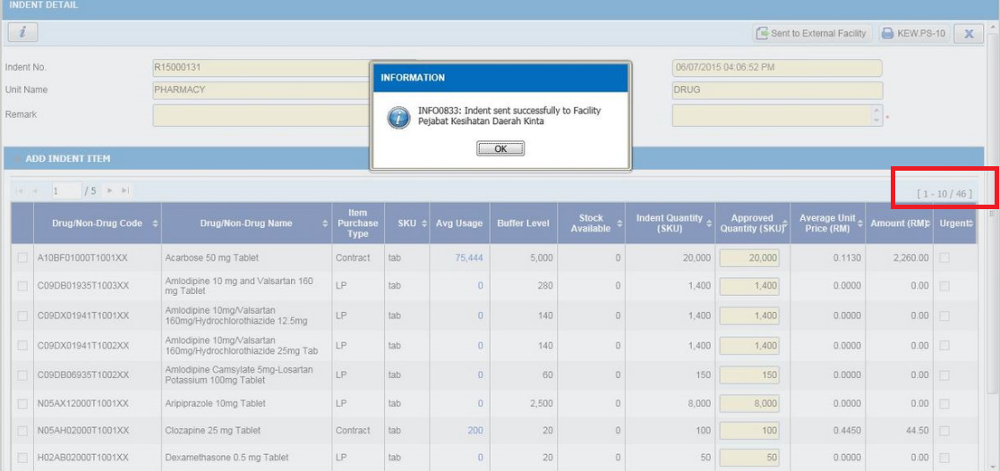 INDENT DETAIL
i
Sent to External Facility KEW.PS-10 X
Indent No. R15000131 06/07/2015 04:06:52 PM
Unit Name PHARMACY DRUG
Remark *
INFORMATION
INFO0833: Indent sent successfully to Facility
Pejabat Kesihatan Daerah Kinta
OK
ADD INDENT ITEM
1 / 5 [ 1 - 10 / 46 ]
Drug/Non-Drug Code Drug/Non-Drug Name Item Purchase Type SKU Avg Usage Buffer Level Stock Available Indent Quantity (SKU) Approved Quantity (SKU) Average Unit Price (RM) Amount (RM) Urgent
A10BF01000T1001XX Acarbose 50 mg Tablet Contract tab 75,444 5,000 0 20,000 20,000 0.1130 2,260.00
C09DB01935T1003XX Amlodipine 10 mg and Valsartan 160 mg Tablet LP tab 0 280 0 1,400 1,400 0.0000 0.00
C09DX01941T1001XX Amlodipine 10mg/Valsartan 160mg/Hydrochlorothiazide 12.5mg LP tab 0 140 0 1,400 1,400 0.0000 0.00
C09DX01941T1002XX Amlodipine 10mg/Valsartan 160mg/Hydrochlorothiazide 25mg Tab LP tab 0 140 0 1,400 1,400 0.0000 0.00
C09DB06935T1002XX Amlodipine Camsylate 5mg-Losartan Potassium 100mg Tablet LP tab 0 60 0 150 150 0.0000 0.00
N05AX12000T1001XX Aripiprazole 10mg Tablet LP tab 0 2,500 0 8,000 8,000 0.0000 0.00
N05AH02000T1001XX Clozapine 25 mg Tablet Contract tab 200 20 0 100 100 0.4450 44.50
H02AB02000T1001XX Dexamethasone 0.5 mg Tablet LP tab 0 20 0 50 50 0.0000 0.00